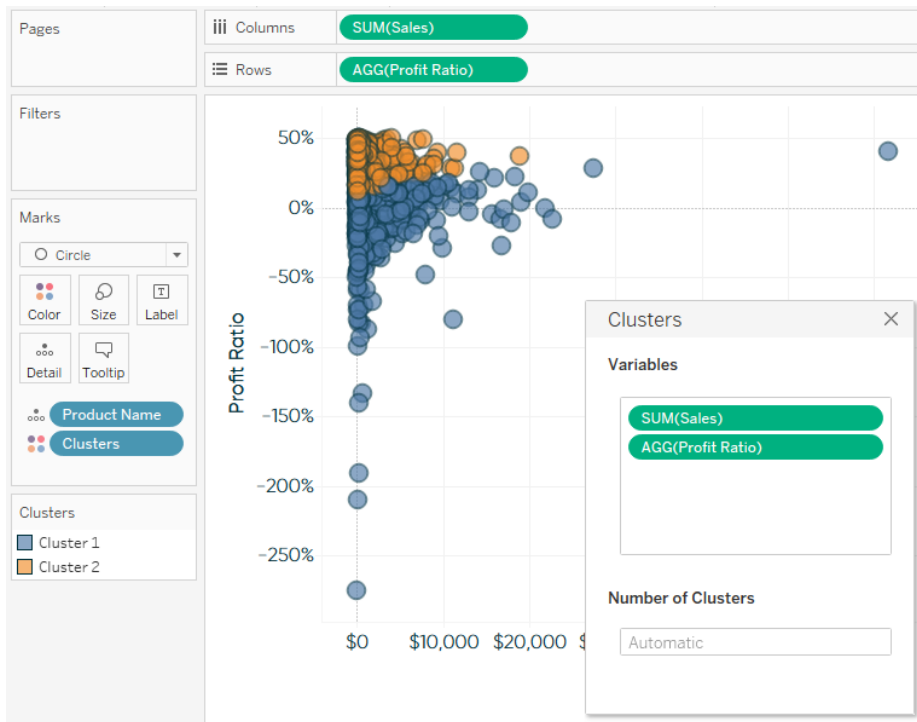 Pages
Columns
SUM(Sales)
Rows
AGG(Profit Ratio)
Filters
Marks
Circle
Color
Size
Label
Detail
Tooltip
Product Name
Clusters
Clusters
Cluster 1
Cluster 2
Profit Ratio
50%
0%
-50%
-100%
-150%
-200%
-250%
$0
$10,000
$20,000
$
Clusters
Variables
SUM(Sales)
AGG(Profit Ratio)
Number of Clusters
Automatic